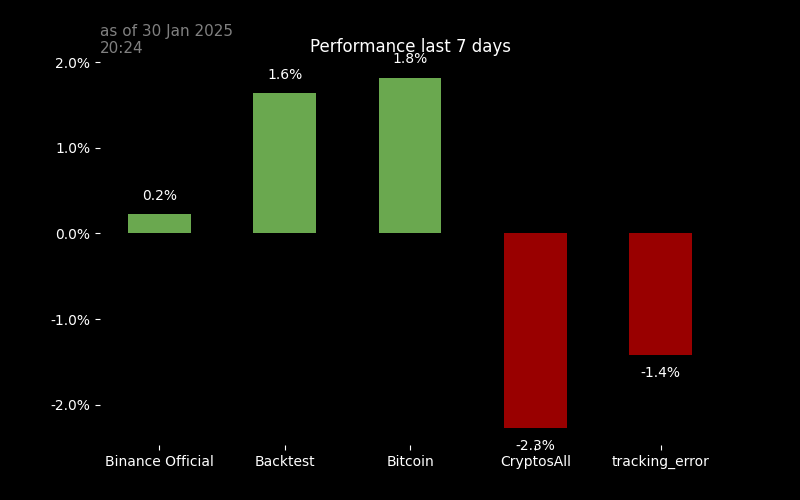 as of 30 Jan 2025
20:24
Performance last 7 days
2.0%
1.0%
0.0%
-1.0%
-2.0%
0.2%
1.6%
1.8%
-2.3%
-1.4%
Binance Official
Backtest
Bitcoin
CryptosAll
tracking_error